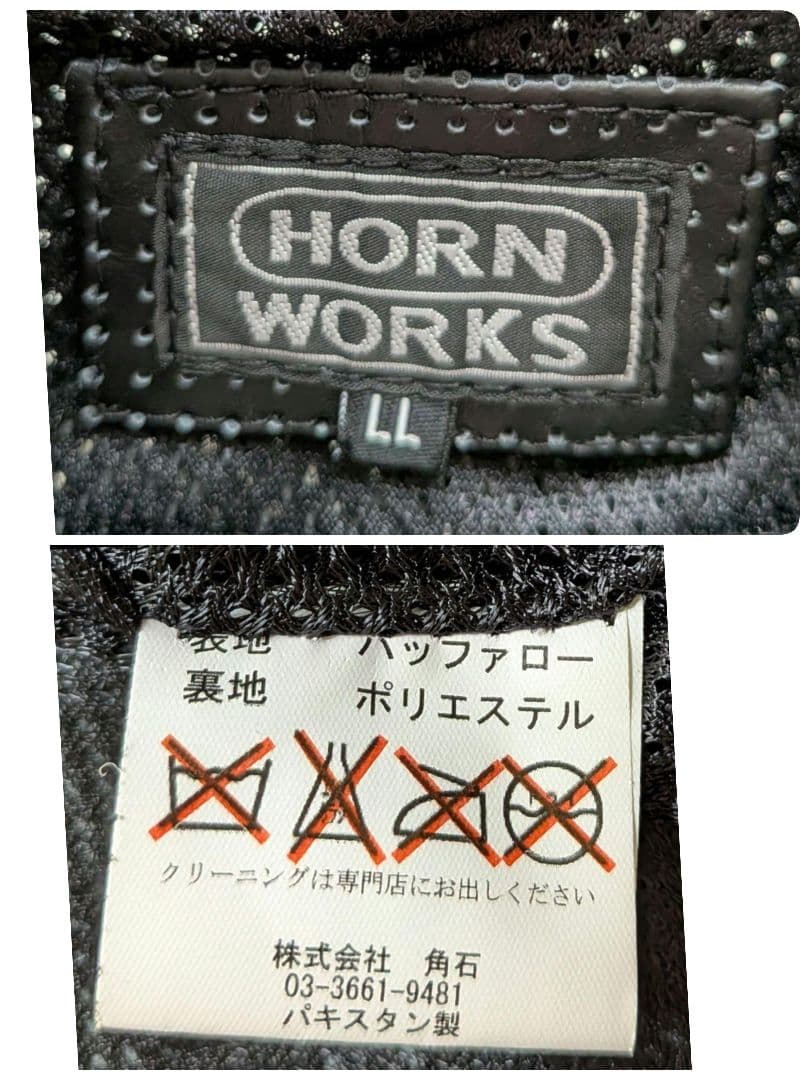 HORN
WORKS
LL
表地 バッファロー
裏地 ポリエステル
クリーニングは専門店にお出しください
株式会社 角石
03-3661-9481
パキスタン製